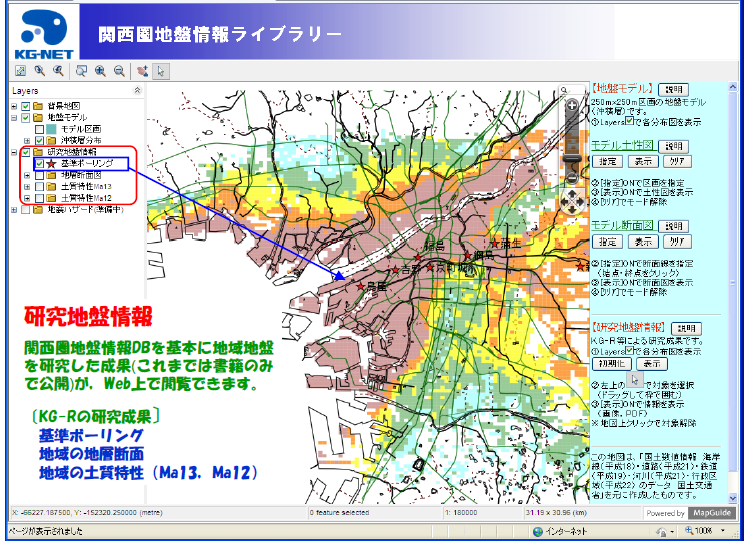 KG-NET
関西圏地盤情報ライブラリー
Layers
背景地図
地盤モデル
モデル区画
沖積層分布
研究地盤情報
基準ボーリング
地層断面図
土質特性Ma13
土質特性Ma12
地震ハザード(準備中)
福島
蒲生
鴫島
吉野
京町堀
鳥屋
研究地盤情報
関西圏地盤情報DBを基本に地域地盤
を研究した成果(これまでは書籍のみ
で公開)が，Web上で閲覧できます。
〔KG-Rの研究成果〕
基準ボーリング
地域の地層断面
地域の土質特性（Ma13，Ma12）
【地盤モデル】 説明
250m×250m区画の地盤モデル
(沖積層)です。
①Layersで各分布図を表示
モデル土性図 説明
指定 表示 クリア
②[指定]ONで区画を指定
③[表示]ONで土性図を表示
④[クリア]でモード解除
モデル断面図 説明
指定 表示 クリア
②[指定]ONで断面線を指定
(始点・終点をクリック)
③[表示]ONで断面図を表示
④[クリア]でモード解除
【研究地盤情報】 説明
KG-R等による研究成果です。
①Layersで各分布図を表示
初期化 表示
②左上ので対象を選択
(ドラッグして枠で囲む)
③[表示]ONで情報を表示
(画像，PDF)
※地図上クリックで対象解除
この地図は、「国土数値情報 海岸
線(平成18)・道路(平成21)・鉄道
(平成19)・河川(平成21)・行政区
域(平成22)のデータ 国土交通
省」を元に作成したものです。
X: -66227.187500, Y: -152320.250000 (metre)
0 feature selected
1: 180000
31.19 x 30.96 (km)
Powered by MapGuide
ページが表示されました
インターネット
100%